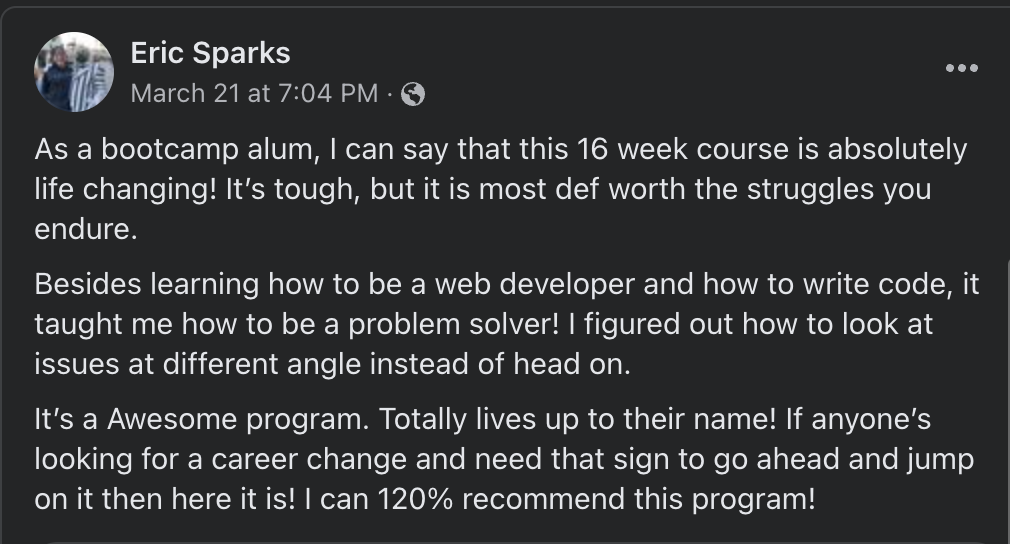 Eric Sparks
March 21 at 7:04 PM ·
As a bootcamp alum, I can say that this 16 week course is absolutely
life changing! It’s tough, but it is most def worth the struggles you
endure.
Besides learning how to be a web developer and how to write code, it
taught me how to be a problem solver! I figured out how to look at
issues at different angle instead of head on.
It’s a Awesome program. Totally lives up to their name! If anyone’s
looking for a career change and need that sign to go ahead and jump
on it then here it is! I can 120% recommend this program!